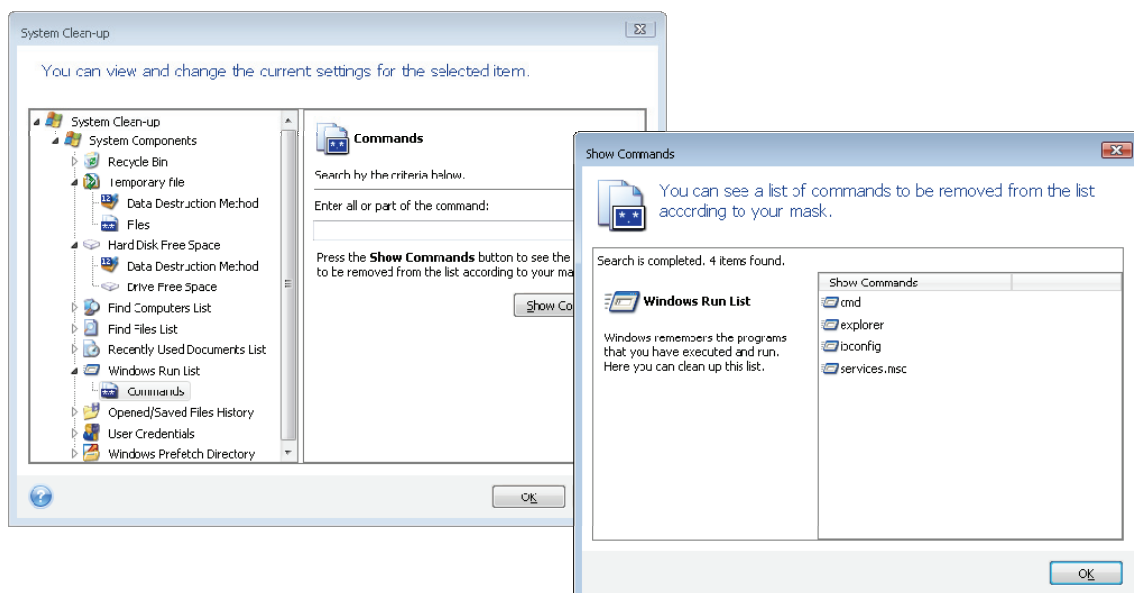 System Clean-up
You can view and change the current settings for the selected item.
System Clean-up
System Components
Recycle Bin
Temporary file
Data Destruction Method
Files
Hard Disk Free Space
Data Destruction Method
Drive Free Space
Find Computers List
Find Files List
Recently Used Documents List
Windows Run List
Commands
Opened/Saved Files History
User Credentials
Windows Prefetch Directory
Commands
Search by the criteria below.
Enter all or part of the command:
Press the Show Commands button to see the
to be removed from the list according to your ma
Show Co
OK
Show Commands
You can see a list of commands to be removed from the list
according to your mask.
Search is completed. 4 items found.
Windows Run List
Windows remembers the programs
that you have executed and run.
Here you can clean up this list.
Show Commands
cmd
explorer
ipconfig
services.msc
OK